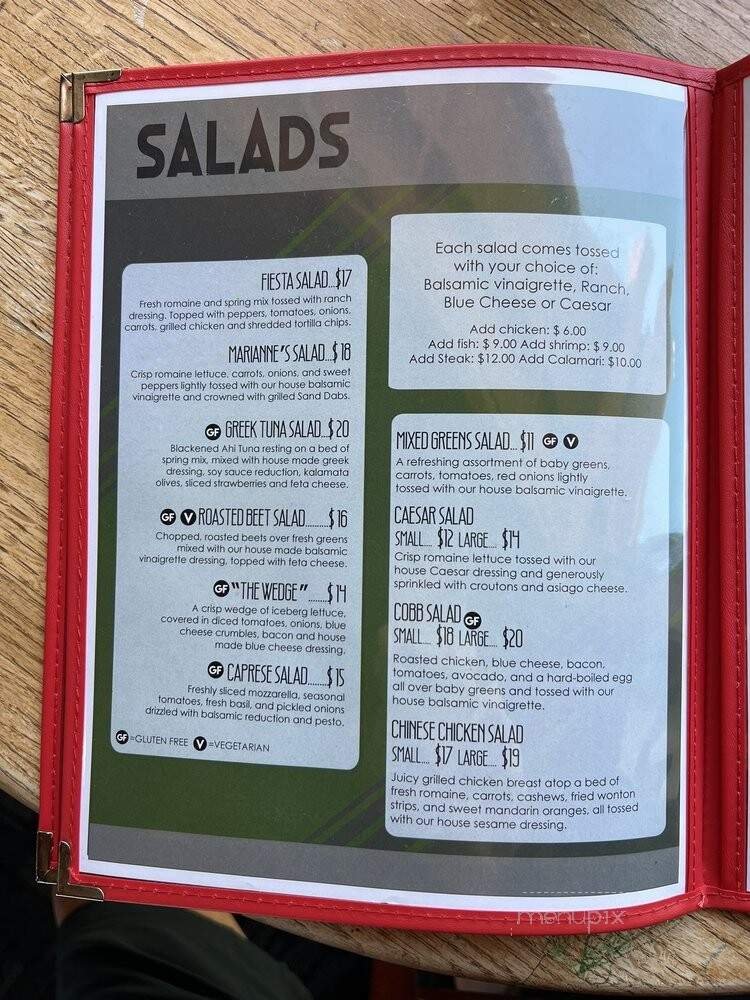 SALADS
FIESTA SALAD...$17
Fresh romaine and spring mix tossed with ranch
dressing. Topped with peppers, tomatoes, onions,
carrots, grilled chicken and shredded tortilla chips.
MARIANNE'S SALAD...$18
Crisp romaine lettuce, carrots, onions, and sweet
peppers lightly tossed with our house balsamic
vinaigrette and crowned with grilled Sand Dabs.
GF GREEK TUNA SALAD...$20
Blackened Ahi Tuna resting on a bed of
spring mix, mixed with house made greek
dressing, soy sauce reduction, kalamata
olives, sliced strawberries and feta cheese.
GF V ROASTED BEET SALAD.........$16
Chopped, roasted beets over fresh greens
mixed with our house made balsamic
vinaigrette dressing, topped with feta cheese.
GF "THE WEDGE"........$14
A crisp wedge of iceberg lettuce,
covered in diced tomatoes, onions, blue
cheese crumbles, bacon and house
made blue cheese dressing.
GF CAPRESE SALAD........$15
Freshly sliced mozzarella, seasonal
tomatoes, fresh basil, and pickled onions
drizzled with balsamic reduction and pesto.
GF =GLUTEN FREE V =VEGETARIAN
Each salad comes tossed
with your choice of:
Balsamic vinaigrette, Ranch,
Blue Cheese or Caesar
Add chicken: $ 6.00
Add fish: $ 9.00 Add shrimp: $ 9.00
Add Steak: $12.00 Add Calamari: $10.00
MIXED GREENS SALAD... $11 GF V
A refreshing assortment of baby greens,
carrots, tomatoes, red onions lightly
tossed with our house balsamic vinaigrette.
CAESAR SALAD
SMALL.... $12 LARGE.... $14
Crisp romaine lettuce tossed with our
house Caesar dressing and generously
sprinkled with croutons and asiago cheese.
COBB SALAD GF
SMALL.... $18 LARGE.... $20
Roasted chicken, blue cheese, bacon,
tomatoes, avocado, and a hard-boiled egg
all over baby greens and tossed with our
house balsamic vinaigrette.
CHINESE CHICKEN SALAD
SMALL.... $17 LARGE.... $19
Juicy grilled chicken breast atop a bed of
fresh romaine, carrots, cashews, fried wonton
strips, and sweet mandarin oranges, all tossed
with our house sesame dressing.
menupix